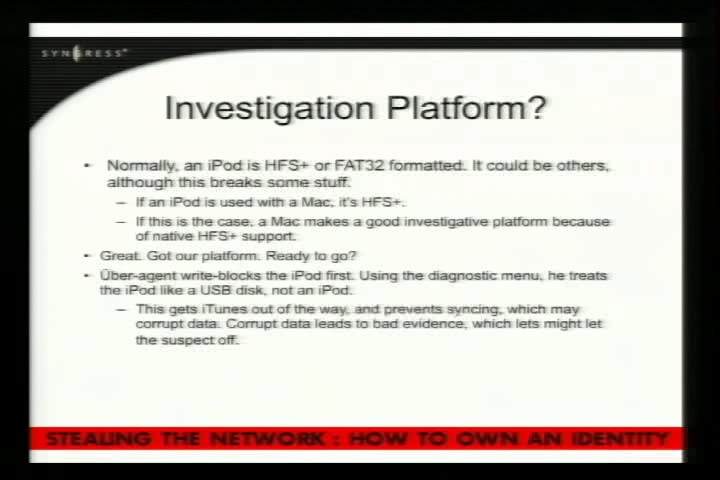 SYNGRESS
Investigation Platform?
• Normally, an iPod is HFS+ or FAT32 formatted. It could be others,
although this breaks some stuff.
– If an iPod is used with a Mac, it's HFS+.
– If this is the case, a Mac makes a good investigative platform because
of native HFS+ support.
• Great. Got our platform. Ready to go?
• Über-agent write-blocks the iPod first. Using the diagnostic menu, he treats
the iPod like a USB disk, not an iPod.
– This gets iTunes out of the way, and prevents syncing, which may
corrupt data. Corrupt data leads to bad evidence, which lets might let
the suspect off.
STEALING THE NETWORK : HOW TO OWN AN IDENTITY